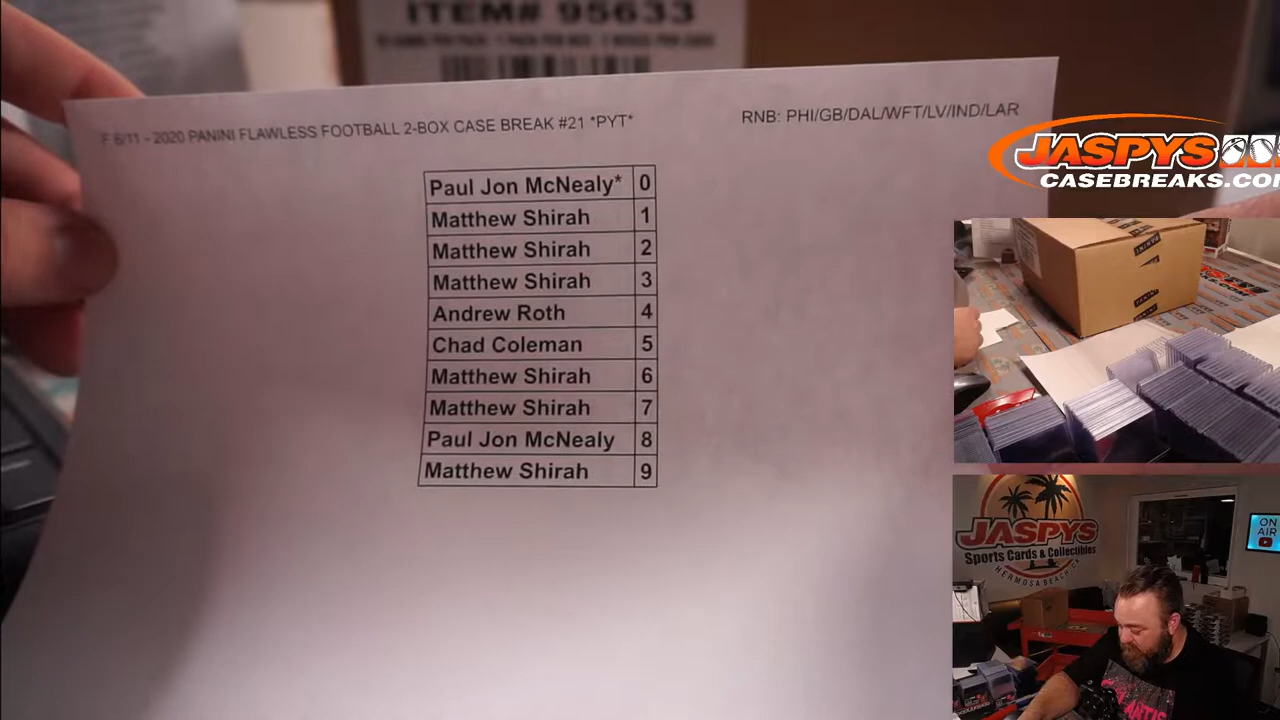 ITEM# 95633
F 6/11 - 2020 PANINI FLAWLESS FOOTBALL 2-BOX CASE BREAK #21 *PYT*
RNB: PHI/GB/DAL/WFT/LV/IND/LAR
Paul Jon McNealy* 0
Matthew Shirah 1
Matthew Shirah 2
Matthew Shirah 3
Andrew Roth 4
Chad Coleman 5
Matthew Shirah 6
Matthew Shirah 7
Paul Jon McNealy 8
Matthew Shirah 9
JASPYS
CASEBREAKS.CO
PANINI
JASPYS
Sports Cards & Collectibles
HERMOSA BEACH, CA
ON
AIR